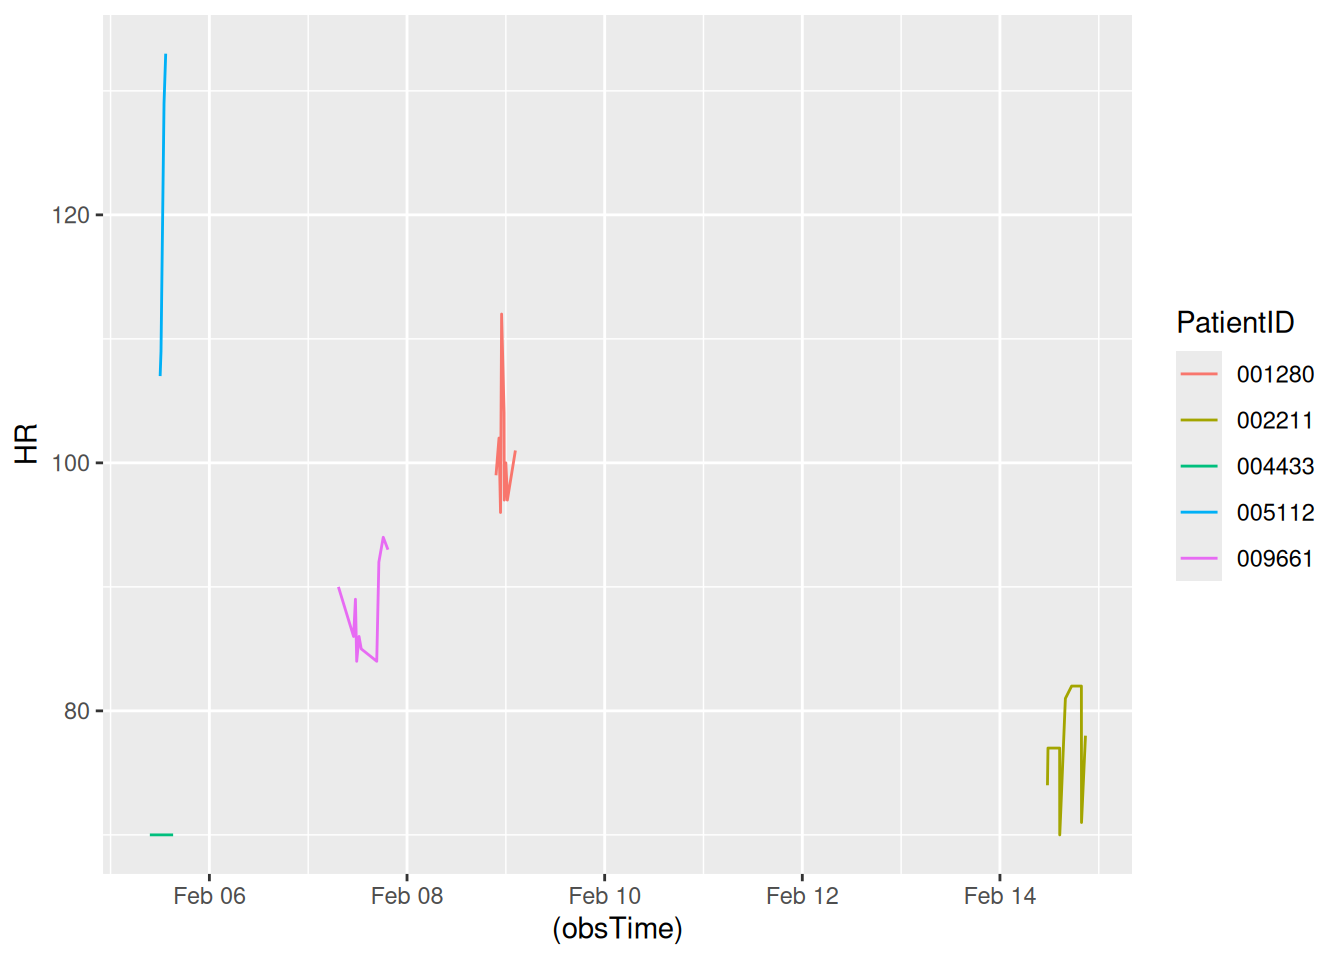 120
100
80
HR
Feb 06
Feb 08
Feb 10
Feb 12
Feb 14
(obsTime)
PatientID
001280
002211
004433
005112
009661